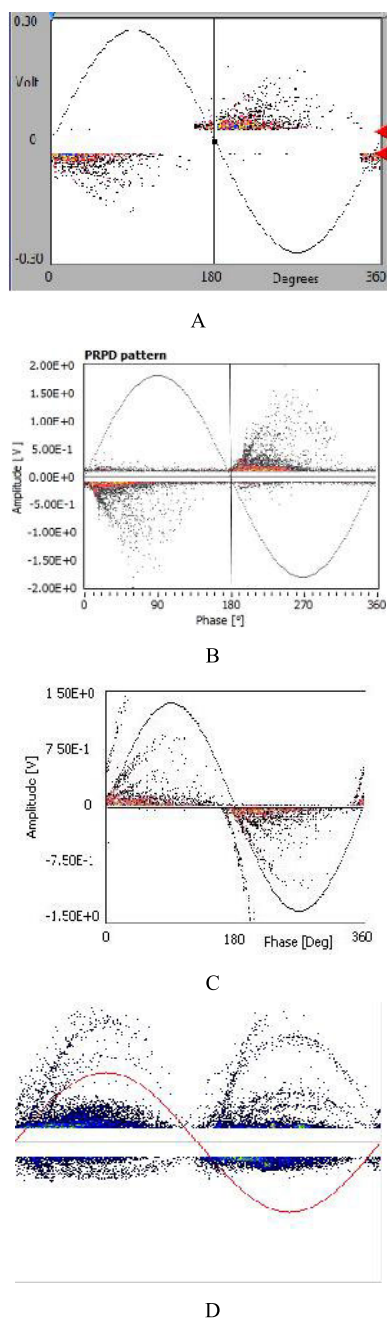 0.30
Volt
0
-0.30
0 180 Degrees 360
A
PRPD pattern
2.00E+0
1.50E+0
1.00E+0
5.00E-1
0.00E+0
-5.00E-1
-1.00E+0
-1.50E+0
-2.00E+0
Amplitude [V]
0 90 180 270 360
Phase [°]
B
1 50E+0
7 50E-1
0
-7.50E-1
-1.50E+0
Amplitude [V]
0 180 Fhase [Deg] 360
C
D